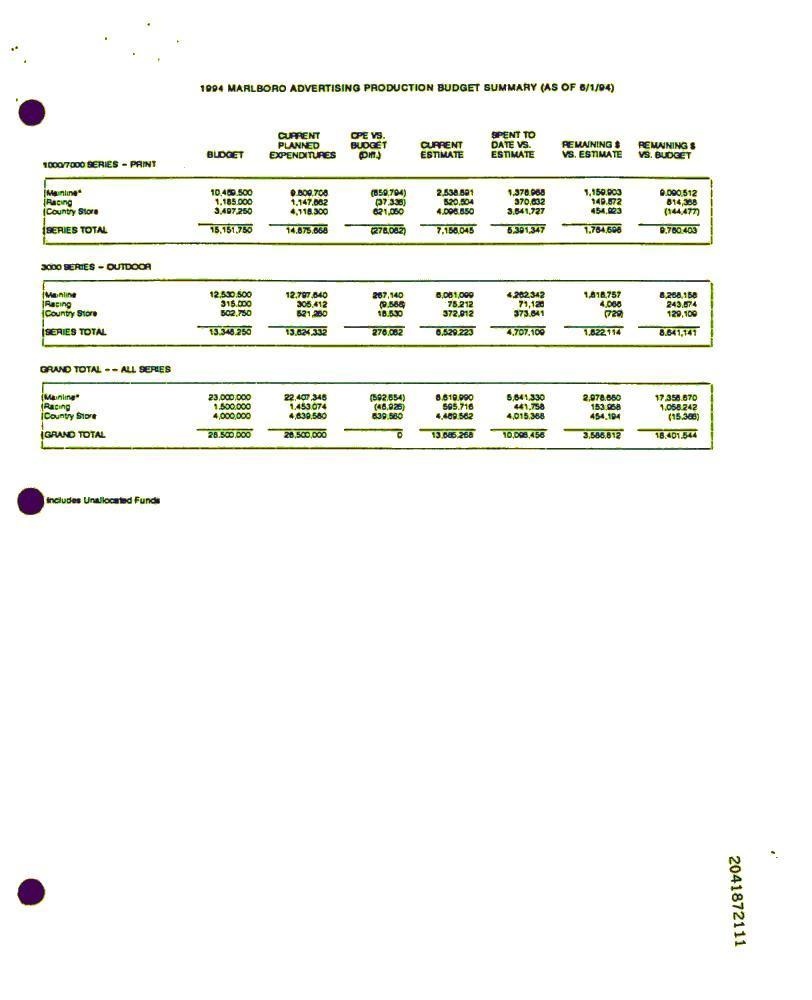 1994 MARLBORO ADVERTISING PRODUCTION BUDGET SUMMARY (AS OF 6/1/94)
CURRENT CPE VS. SPENT TO
PLANNED BUDGET CURRENT DATE VS. REMAINING $ REMAINING $
BUDGET EXPENDITURES (Diff.) ESTIMATE ESTIMATE VS. ESTIMATE VS. BUDGET
1000/7000 SERIES - PRINT
Mainline* 10,469,500 9,609,706 (859,794) 2,538,891 1,378,988 1,159,903 9,090,512
Racing 1,185,000 1,147,662 (37,338) 520,504 370,632 149,872 814,368
Country Store 3,497,250 4,118,300 621,050 4,096,650 3,641,727 454,923 (144,477)
SERIES TOTAL 15,151,750 14,875,668 (276,082) 7,156,045 5,391,347 1,764,698 9,760,403
3000 SERIES - OUTDOOR
Mainline 12,530,500 12,797,640 267,140 6,081,099 4,262,342 1,818,757 8,268,158
Racing 315,000 305,412 (9,588) 75,212 71,126 4,086 243,874
Country Store 502,750 521,280 18,530 372,912 373,641 (729) 129,109
SERIES TOTAL 13,348,250 13,624,332 276,082 6,529,223 4,707,109 1,822,114 8,641,141
GRAND TOTAL - - ALL SERIES
Mainline* 23,000,000 22,407,346 (592,654) 8,619,990 5,641,330 2,978,660 17,358,670
Racing 1,500,000 1,453,074 (46,926) 595,716 441,758 153,958 1,058,242
Country Store 4,000,000 4,639,580 639,580 4,469,562 4,015,368 454,194 (15,368)
GRAND TOTAL 28,500,000 28,500,000 0 13,685,268 10,098,456 3,586,812 18,401,544
Includes Unallocated Funds
2041872111